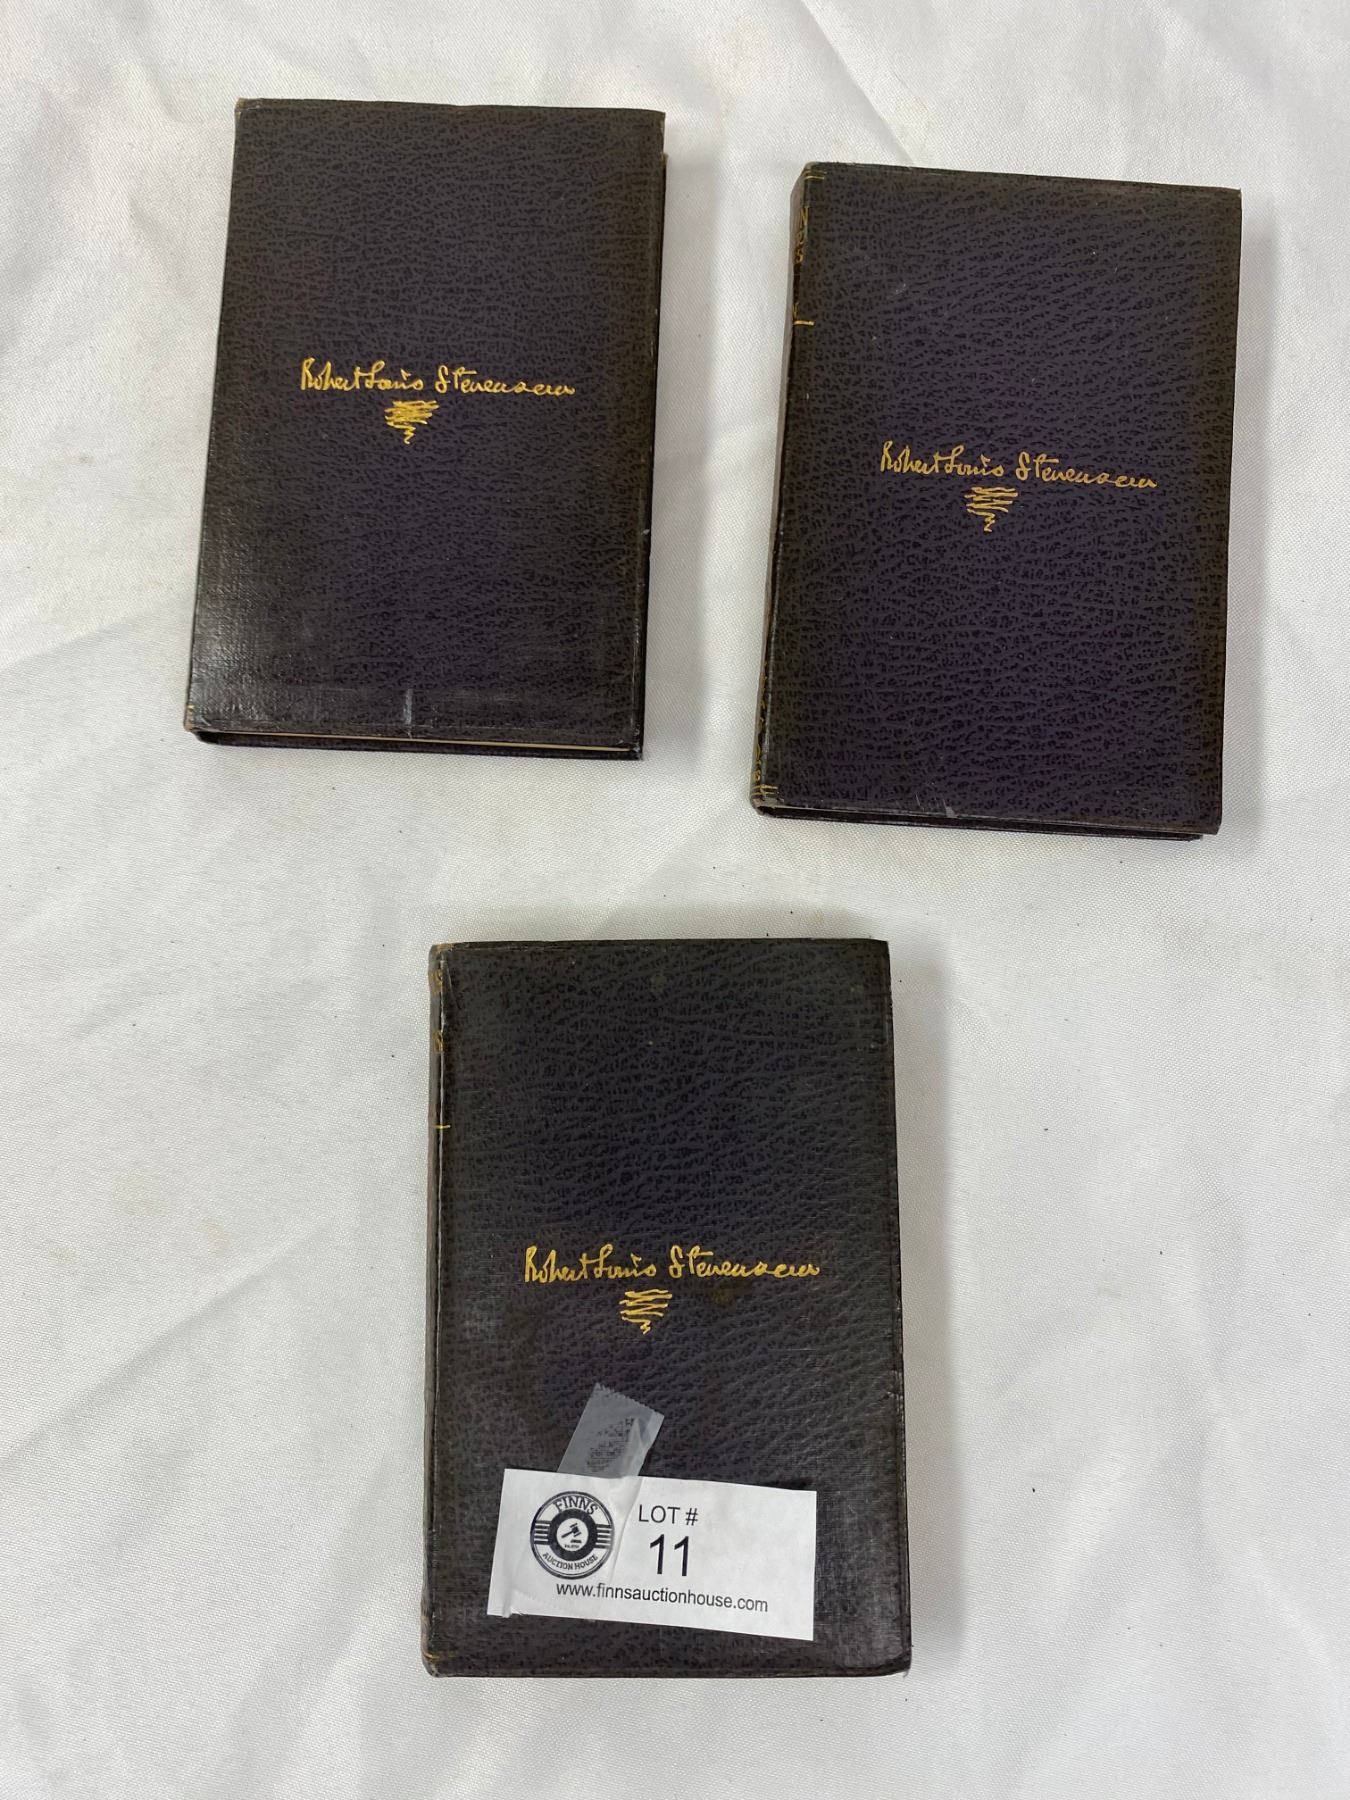 Robert Louis Stevenson
Robert Louis Stevenson
Robert Louis Stevenson
FINNS
AUCTION HOUSE
LOT #
11
www.finnsauctionhouse.com